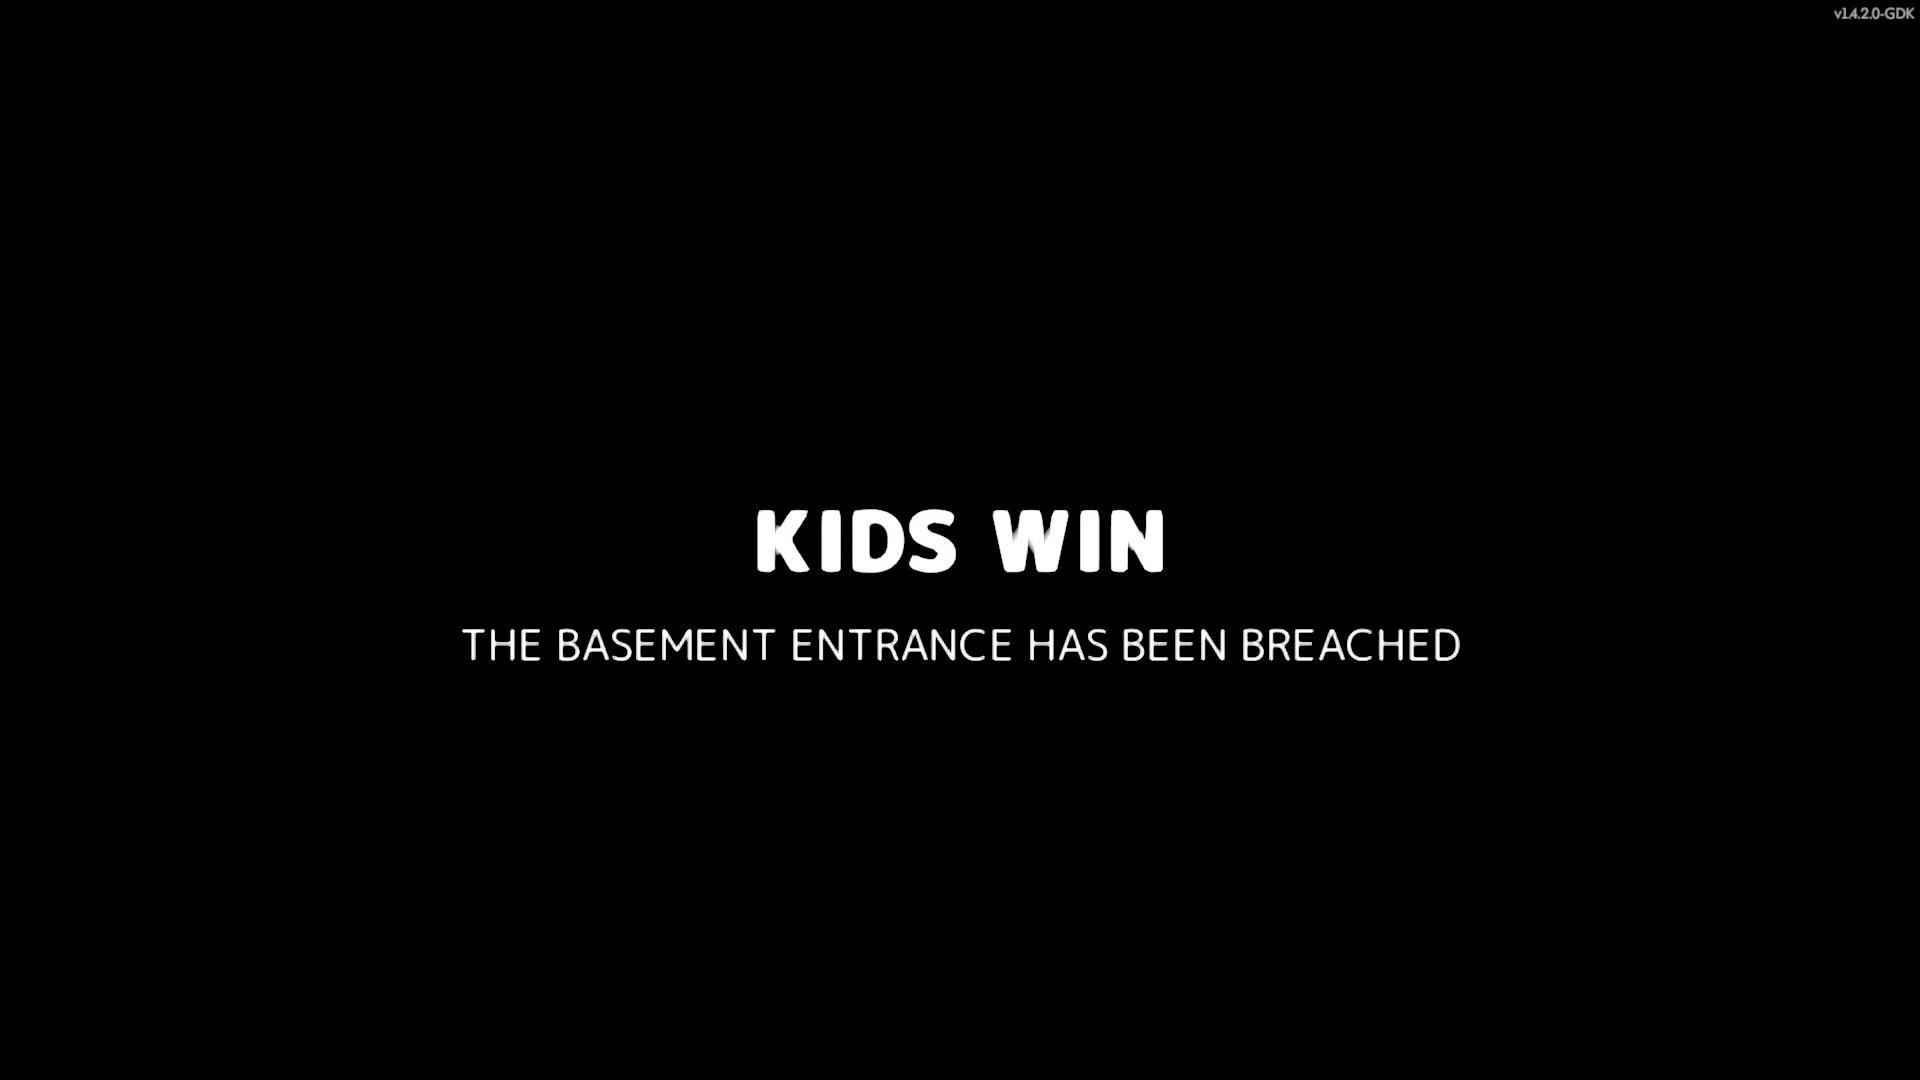 v1.4.2.0-GDK
KIDS WIN
THE BASEMENT ENTRANCE HAS BEEN BREACHED